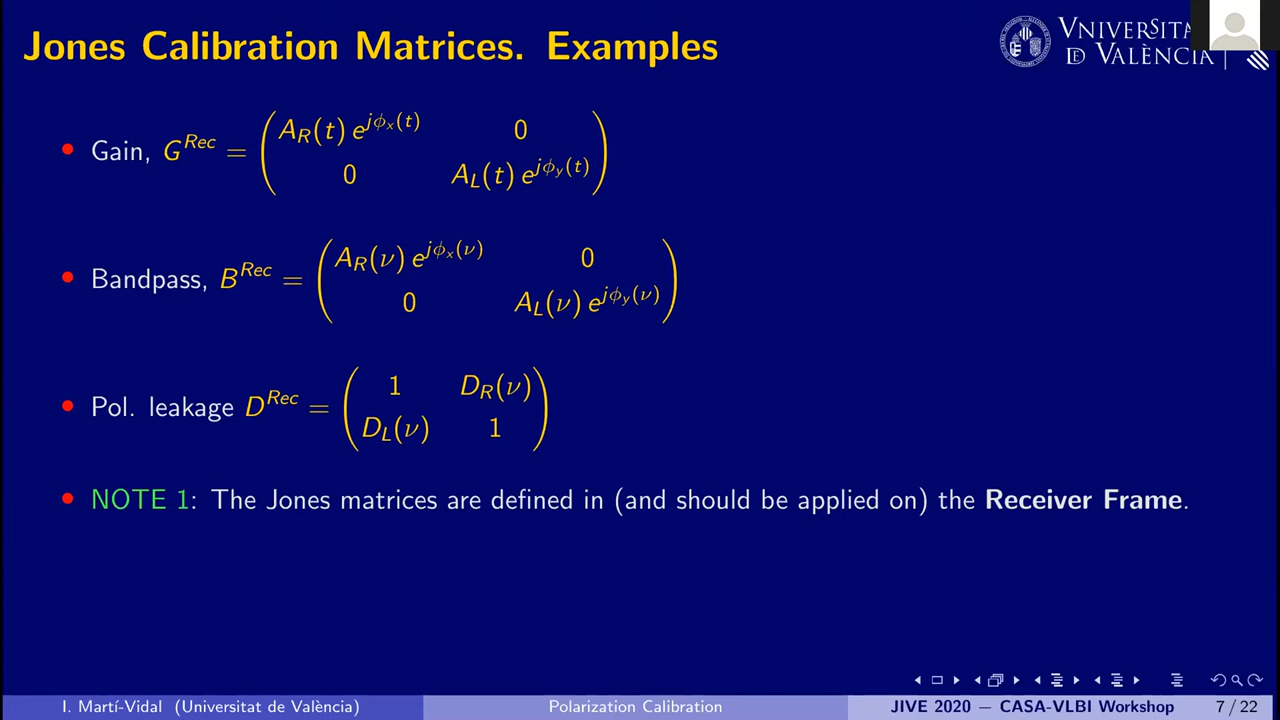 Jones Calibration Matrices. Examples
VNIVERSITAT
DE VALÈNCIA
• Gain, G^Rec = ( A_R(t) e^{jϕ_x(t)} 0
0 A_L(t) e^{jϕ_y(t)} )
• Bandpass, B^Rec = ( A_R(ν) e^{jϕ_x(ν)} 0
0 A_L(ν) e^{jϕ_y(ν)} )
• Pol. leakage D^Rec = ( 1 D_R(ν)
D_L(ν) 1 )
• NOTE 1: The Jones matrices are defined in (and should be applied on) the Receiver Frame.
I. Martí-Vidal (Universitat de València) Polarization Calibration JIVE 2020 – CASA-VLBI Workshop 7 / 22